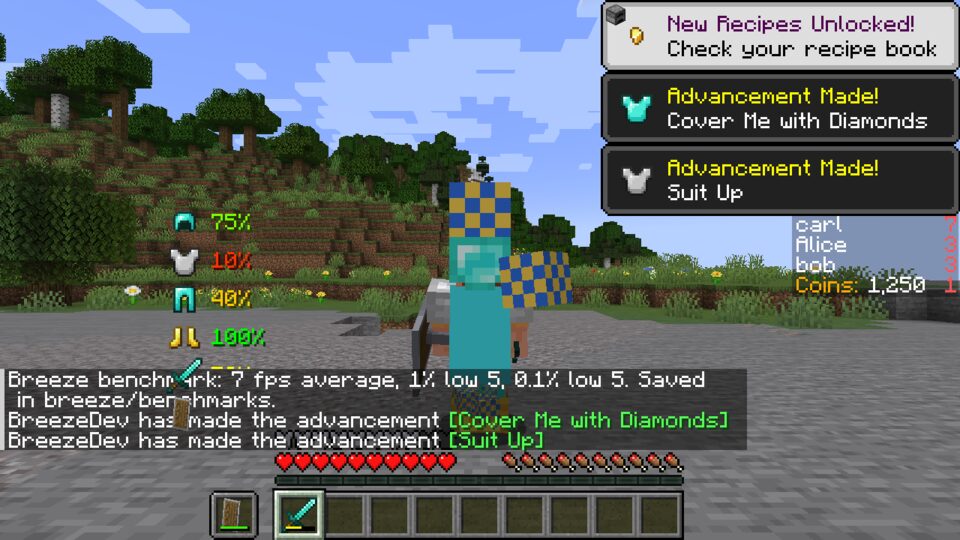 New Recipes Unlocked!
Check your recipe book
Advancement Made!
Cover Me with Diamonds
Advancement Made!
Suit Up
carl
Alice 3
bob
Coins: 1,250 1
75%
10%
40%
100%
Breeze benchmark: 7 fps average, 1% low 5, 0.1% low 5. Saved
in breeze/benchmarks.
BreezeDev has made the advancement [Cover Me with Diamonds]
BreezeDev has made the advancement [Suit Up]